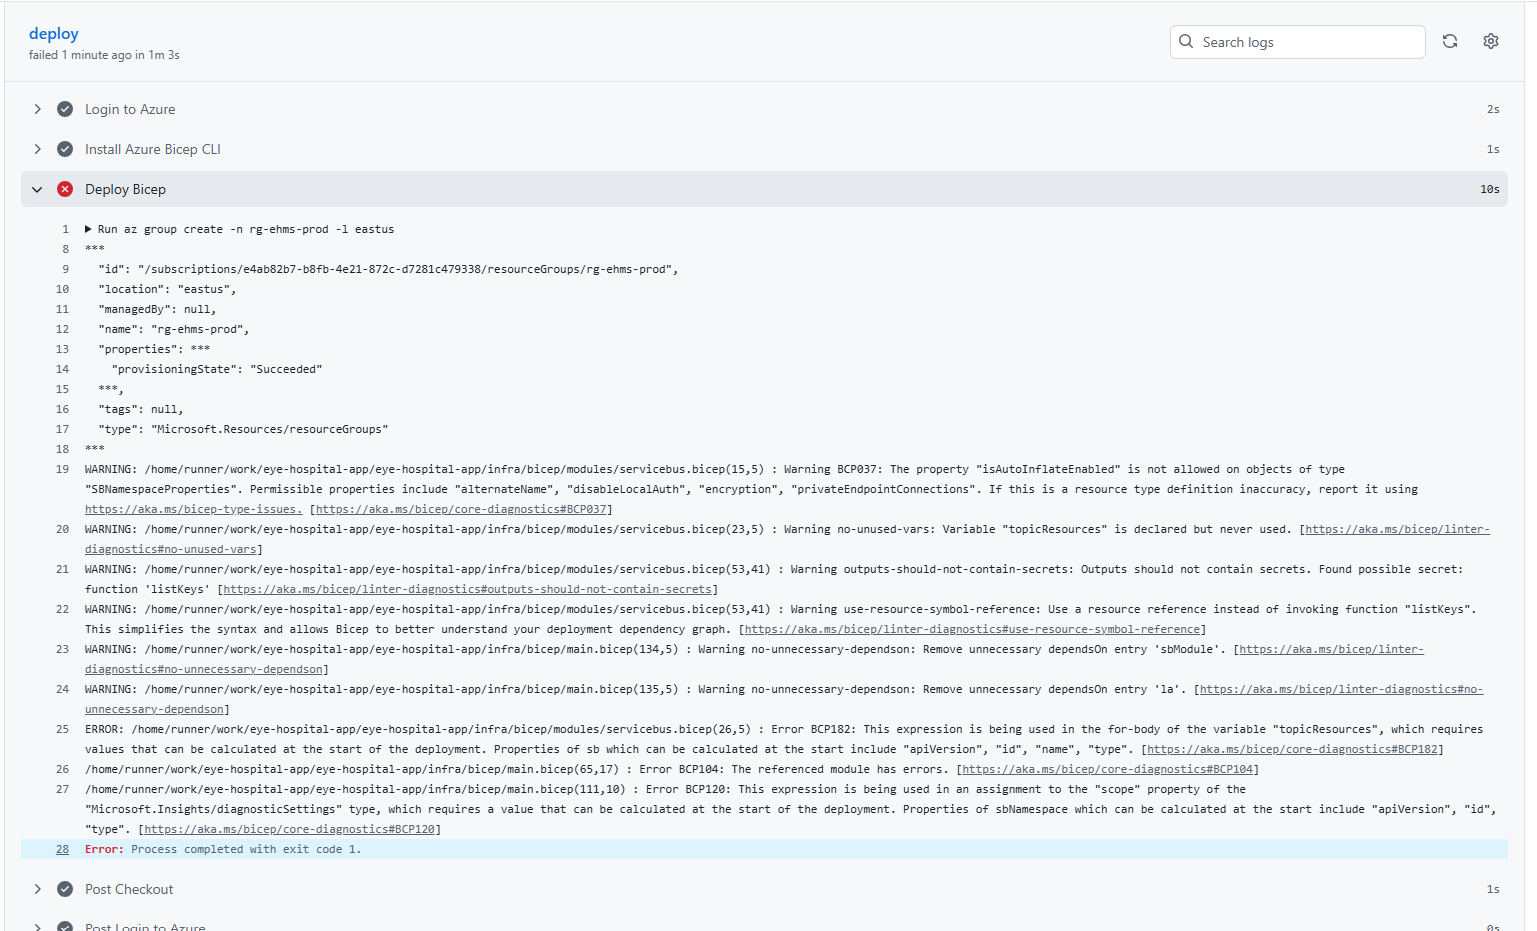 deploy
failed 1 minute ago in 1m 3s
Search logs
Login to Azure
2s
Install Azure Bicep CLI
1s
Deploy Bicep
10s
1 ▶ Run az group create -n rg-ehms-prod -l eastus
8 ***
9 "id": "/subscriptions/e4ab82b7-b8fb-4e21-872c-d7281c479338/resourceGroups/rg-ehms-prod",
10 "location": "eastus",
11 "managedBy": null,
12 "name": "rg-ehms-prod",
13 "properties": ***
14 "provisioningState": "Succeeded"
15 ***,
16 "tags": null,
17 "type": "Microsoft.Resources/resourceGroups"
18 ***
19 WARNING: /home/runner/work/eye-hospital-app/eye-hospital-app/infra/bicep/modules/servicebus.bicep(15,5) : Warning BCP037: The property "isAutoInflateEnabled" is not allowed on objects of type
"SBNamespaceProperties". Permissible properties include "alternateName", "disableLocalAuth", "encryption", "privateEndpointConnections". If this is a resource type definition inaccuracy, report it using
https://aka.ms/bicep-type-issues. [https://aka.ms/bicep/core-diagnostics#BCP037]
20 WARNING: /home/runner/work/eye-hospital-app/eye-hospital-app/infra/bicep/modules/servicebus.bicep(23,5) : Warning no-unused-vars: Variable "topicResources" is declared but never used. [https://aka.ms/bicep/linter-
diagnostics#no-unused-vars]
21 WARNING: /home/runner/work/eye-hospital-app/eye-hospital-app/infra/bicep/modules/servicebus.bicep(53,41) : Warning outputs-should-not-contain-secrets: Outputs should not contain secrets. Found possible secret:
function 'listKeys' [https://aka.ms/bicep/linter-diagnostics#outputs-should-not-contain-secrets]
22 WARNING: /home/runner/work/eye-hospital-app/eye-hospital-app/infra/bicep/modules/servicebus.bicep(53,41) : Warning use-resource-symbol-reference: Use a resource reference instead of invoking function "listKeys".
This simplifies the syntax and allows Bicep to better understand your deployment dependency graph. [https://aka.ms/bicep/linter-diagnostics#use-resource-symbol-reference]
23 WARNING: /home/runner/work/eye-hospital-app/eye-hospital-app/infra/bicep/main.bicep(134,5) : Warning no-unnecessary-dependson: Remove unnecessary dependsOn entry 'sbModule'. [https://aka.ms/bicep/linter-
diagnostics#no-unnecessary-dependson]
24 WARNING: /home/runner/work/eye-hospital-app/eye-hospital-app/infra/bicep/main.bicep(135,5) : Warning no-unnecessary-dependson: Remove unnecessary dependsOn entry 'la'. [https://aka.ms/bicep/linter-diagnostics#no-
unnecessary-dependson]
25 ERROR: /home/runner/work/eye-hospital-app/eye-hospital-app/infra/bicep/modules/servicebus.bicep(26,5) : Error BCP182: This expression is being used in the for-body of the variable "topicResources", which requires
values that can be calculated at the start of the deployment. Properties of sb which can be calculated at the start include "apiVersion", "id", "name", "type". [https://aka.ms/bicep/core-diagnostics#BCP182]
26 /home/runner/work/eye-hospital-app/eye-hospital-app/infra/bicep/main.bicep(65,17) : Error BCP104: The referenced module has errors. [https://aka.ms/bicep/core-diagnostics#BCP104]
27 /home/runner/work/eye-hospital-app/eye-hospital-app/infra/bicep/main.bicep(111,10) : Error BCP120: This expression is being used in an assignment to the "scope" property of the
"Microsoft.Insights/diagnosticSettings" type, which requires a value that can be calculated at the start of the deployment. Properties of sbNamespace which can be calculated at the start include "apiVersion", "id",
"type". [https://aka.ms/bicep/core-diagnostics#BCP120]
28 Error: Process completed with exit code 1.
Post Checkout
1s
Post Login to Azure
0s